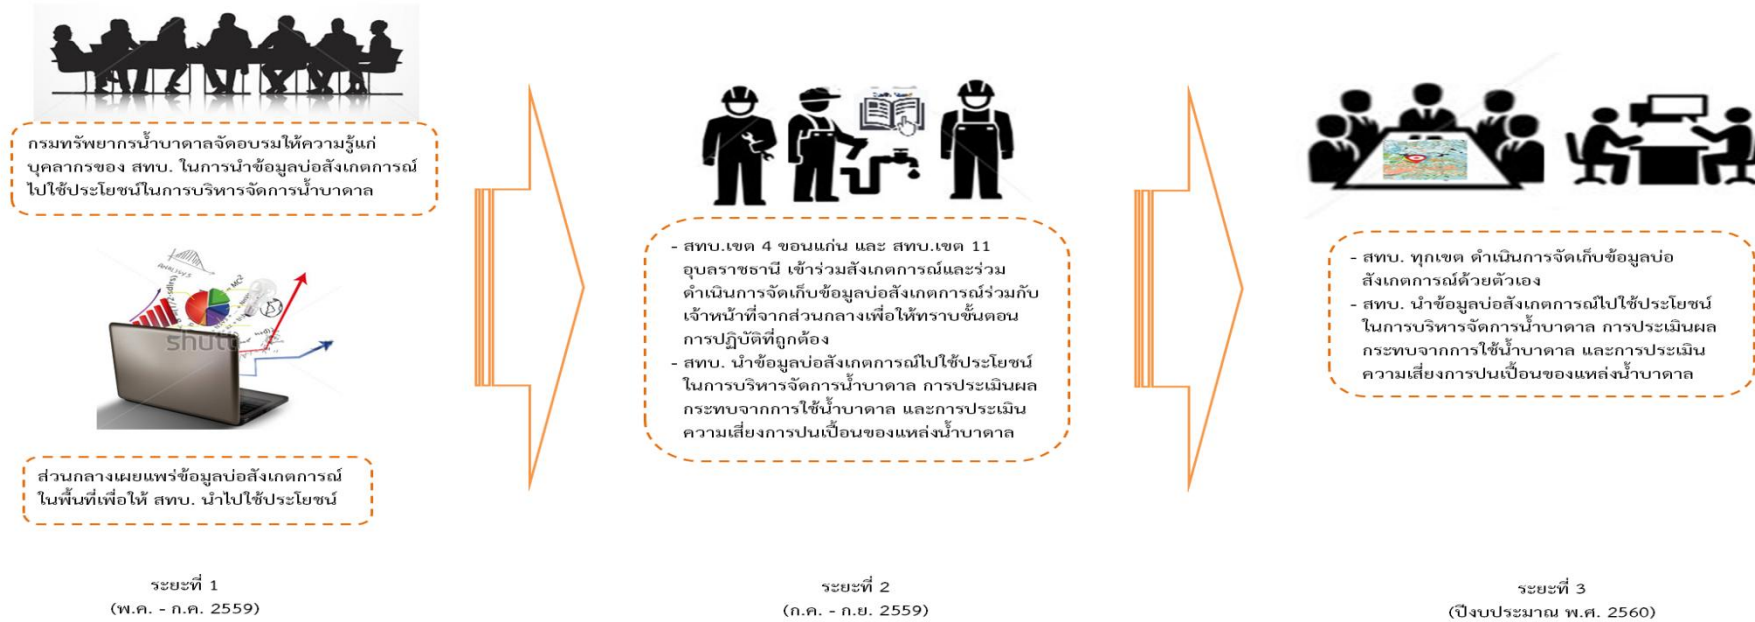 กรมทรัพยากรน้ำบาดาลจัดอบรมให้ความรู้แก่
บุคลากรของ สทบ. ในการนำข้อมูลบ่อสังเกตการณ์
ไปใช้ประโยชน์ในการบริหารจัดการน้ำบาดาล
shutt
ส่วนกลางเผยแพร่ข้อมูลบ่อสังเกตการณ์
ในพื้นที่เพื่อให้ สทบ. นำไปใช้ประโยชน์
ระยะที่ 1
(พ.ค. - ก.ค. 2559)
- สทบ.เขต 4 ขอนแก่น และ สทบ.เขต 11
อุบลราชธานี เข้าร่วมสังเกตการณ์และร่วม
ดำเนินการจัดเก็บข้อมูลบ่อสังเกตการณ์ร่วมกับ
เจ้าหน้าที่จากส่วนกลางเพื่อให้ทราบขั้นตอน
การปฏิบัติที่ถูกต้อง
- สทบ. นำข้อมูลบ่อสังเกตการณ์ไปใช้ประโยชน์
ในการบริหารจัดการน้ำบาดาล การประเมินผล
กระทบจากการใช้น้ำบาดาล และการประเมิน
ความเสี่ยงการปนเปื้อนของแหล่งน้ำบาดาล
ระยะที่ 2
(ก.ค. - ก.ย. 2559)
- สทบ. ทุกเขต ดำเนินการจัดเก็บข้อมูลบ่อ
สังเกตการณ์ด้วยตัวเอง
- สทบ. นำข้อมูลบ่อสังเกตการณ์ไปใช้ประโยชน์
ในการบริหารจัดการน้ำบาดาล การประเมินผล
กระทบจากการใช้น้ำบาดาล และการประเมิน
ความเสี่ยงการปนเปื้อนของแหล่งน้ำบาดาล
ระยะที่ 3
(ปีงบประมาณ พ.ศ. 2560)